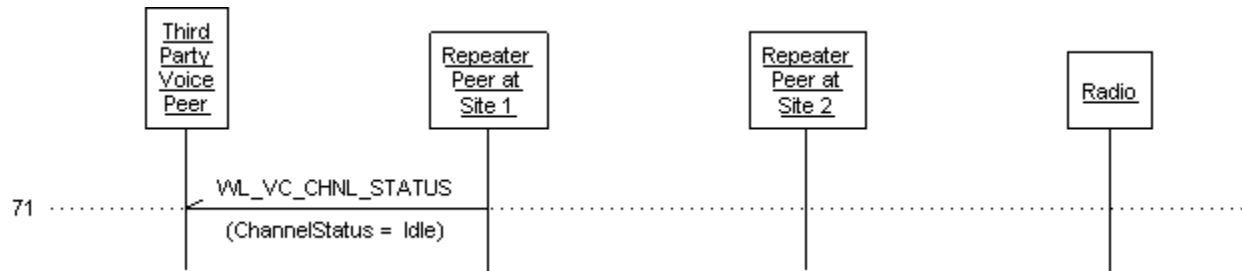 Third
Party
Voice
Peer
Repeater
Peer at
Site 1
Repeater
Peer at
Site 2
Radio
WL_VC_CHNL_STATUS
71
(ChannelStatus = Idle)